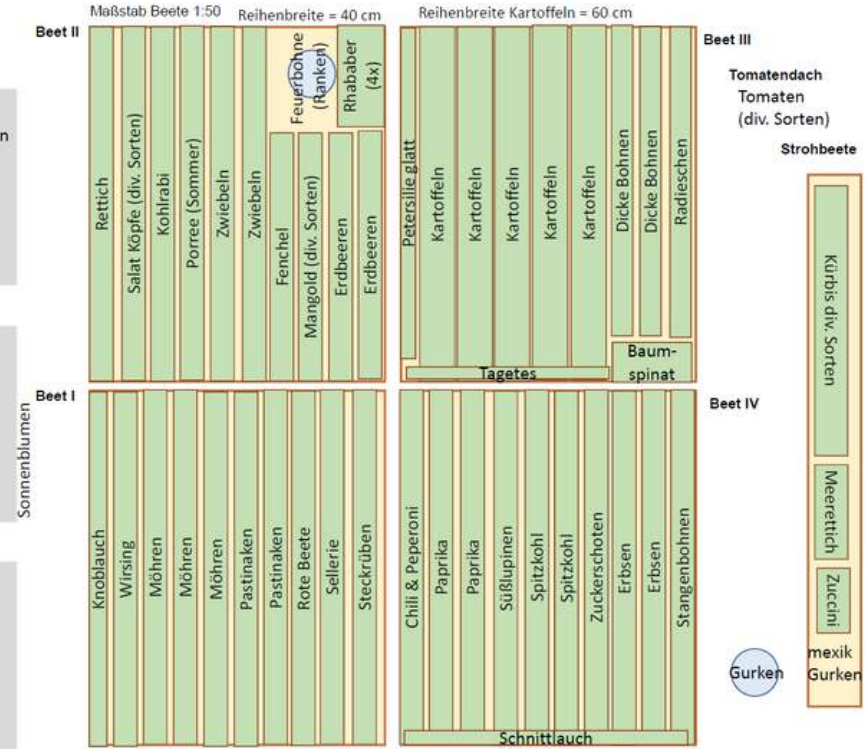 Maßstab Beete 1:50
Reihenbreite = 40 cm
Reihenbreite Kartoffeln = 60 cm
Beet II
Rettich
Salat Köpfe (div. Sorten)
Kohlrabi
Porree (Sommer)
Zwiebeln
Zwiebeln
Feuerbohne
(Ranken)
Rhababer
(4x)
Fenchel
Mangold (div. Sorten)
Erdbeeren
Erdbeeren
Beet III
Petersilie glatt
Kartoffeln
Kartoffeln
Kartoffeln
Kartoffeln
Kartoffeln
Dicke Bohnen
Dicke Bohnen
Radieschen
Tagetes
Baum-
spinat
Tomatendach
Tomaten
(div. Sorten)
Strohbeete
Kürbis div. Sorten
Meerettich
Zuccini
mexik
Gurken
Gurken
n
Sonnenblumen
Beet I
Knoblauch
Wirsing
Möhren
Möhren
Möhren
Pastinaken
Pastinaken
Rote Beete
Sellerie
Steckrüben
Beet IV
Chili & Peperoni
Paprika
Paprika
Süßlupinen
Spitzkohl
Spitzkohl
Zuckerschoten
Erbsen
Erbsen
Stangenbohnen
Schnittlauch